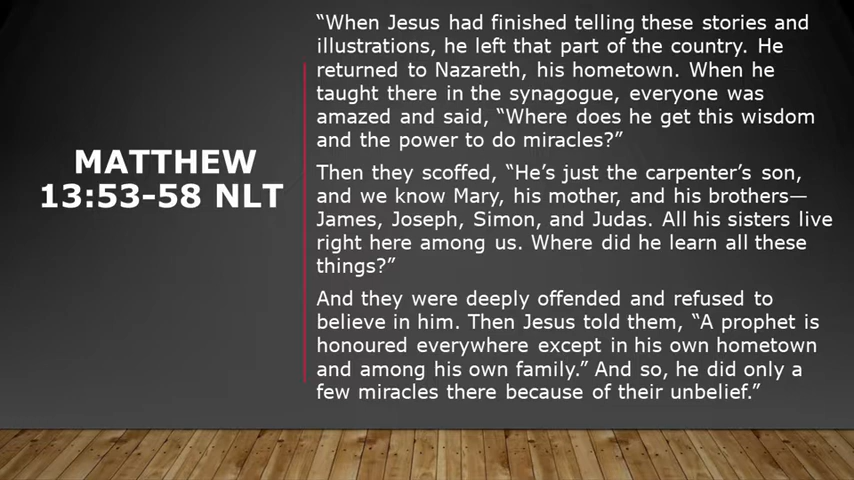 MATTHEW
13:53-58 NLT
“When Jesus had finished telling these stories and
illustrations, he left that part of the country. He
returned to Nazareth, his hometown. When he
taught there in the synagogue, everyone was
amazed and said, “Where does he get this wisdom
and the power to do miracles?”
Then they scoffed, “He’s just the carpenter’s son,
and we know Mary, his mother, and his brothers—
James, Joseph, Simon, and Judas. All his sisters live
right here among us. Where did he learn all these
things?”
And they were deeply offended and refused to
believe in him. Then Jesus told them, “A prophet is
honoured everywhere except in his own hometown
and among his own family.” And so, he did only a
few miracles there because of their unbelief.”